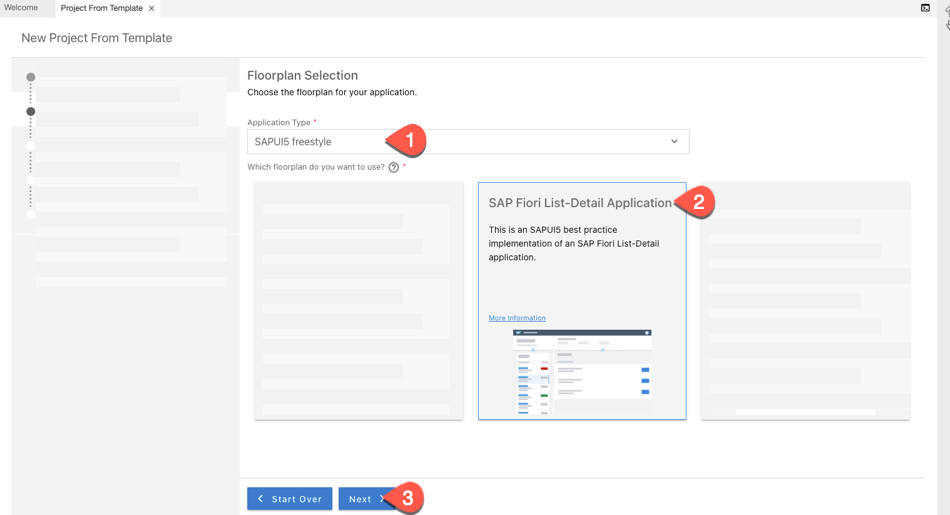 Welcome
Project From Template ×
New Project From Template
Floorplan Selection
Choose the floorplan for your application.
Application Type *
SAPUI5 freestyle
1
Which floorplan do you want to use? ? *
SAP Fiori List-Detail Application
2
This is an SAPUI5 best practice
implementation of an SAP Fiori List-Detail
application.
More Information
< Start Over
Next >
3